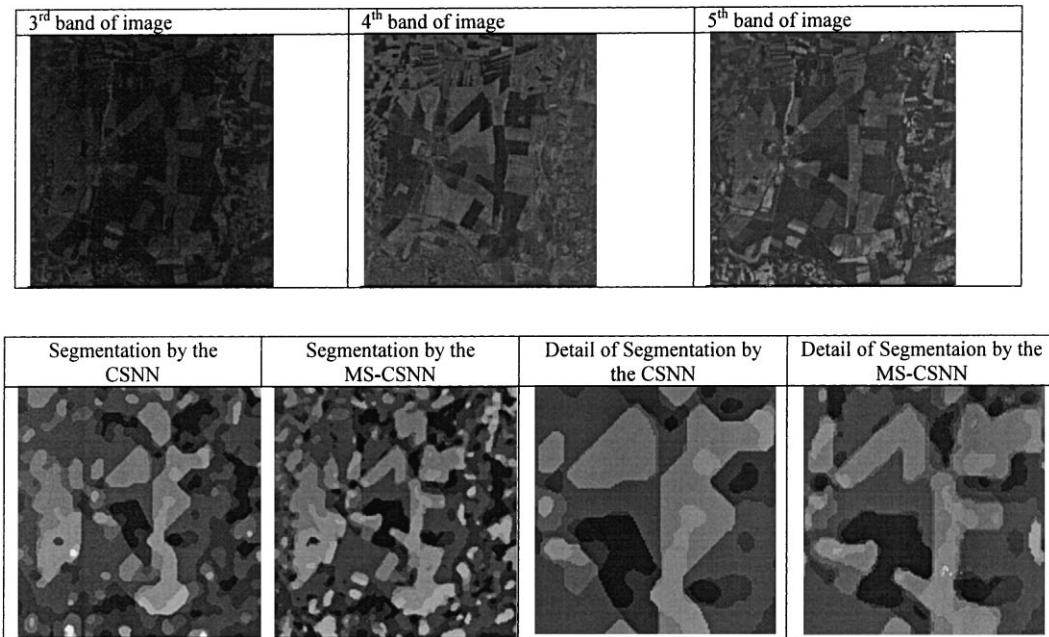 3rd band of image
4th band of image
5th band of image
Segmentation by the CSNN
Segmentation by the MS-CSNN
Detail of Segmentation by the CSNN
Detail of Segmentaion by the MS-CSNN